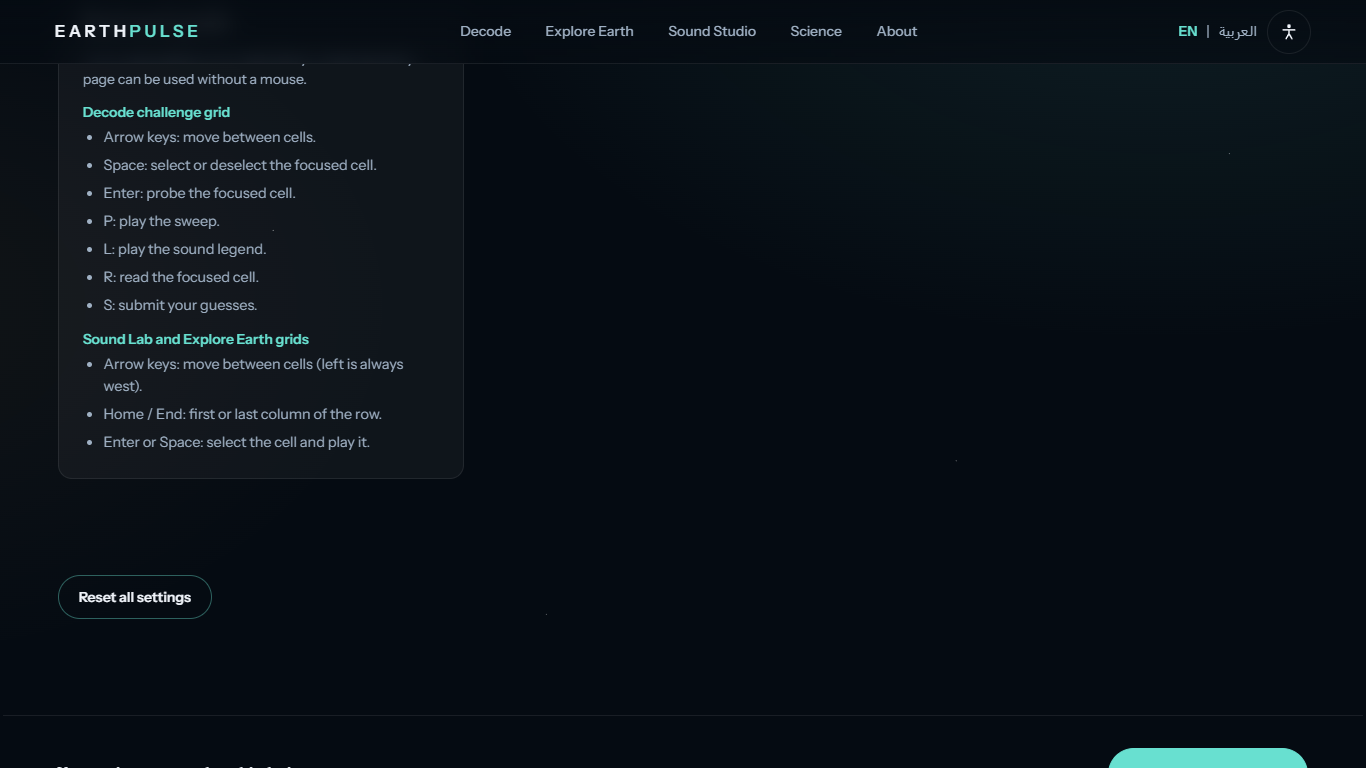 EARTHPULSE
Decode
Explore Earth
Sound Studio
Science
About
EN | العربية
page can be used without a mouse.
Decode challenge grid
Arrow keys: move between cells.
Space: select or deselect the focused cell.
Enter: probe the focused cell.
P: play the sweep.
L: play the sound legend.
R: read the focused cell.
S: submit your guesses.
Sound Lab and Explore Earth grids
Arrow keys: move between cells (left is always
west).
Home / End: first or last column of the row.
Enter or Space: select the cell and play it.
Reset all settings